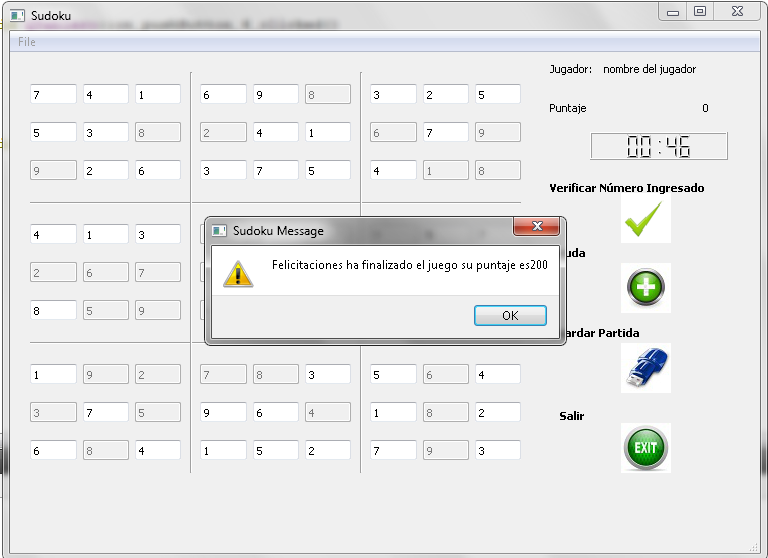 Sudoku
File
Jugador: nombre del jugador
7 4 1 6 9 8 3 2 5
Puntaje 0
5 3 8 2 4 1 6 7 9
00:46
9 2 6 3 7 5 4 1 8
Verificar Número Ingresado
4 1 3
Sudoku Message
uda
Felicitaciones ha finalizado el juego su puntaje es200
2 6 7
8 5 9
OK
ardar Partida
1 9 2 7 8 3 5 6 4
3 7 5 9 6 4 1 8 2
Salir
6 8 4 1 5 2 7 9 3
EXIT